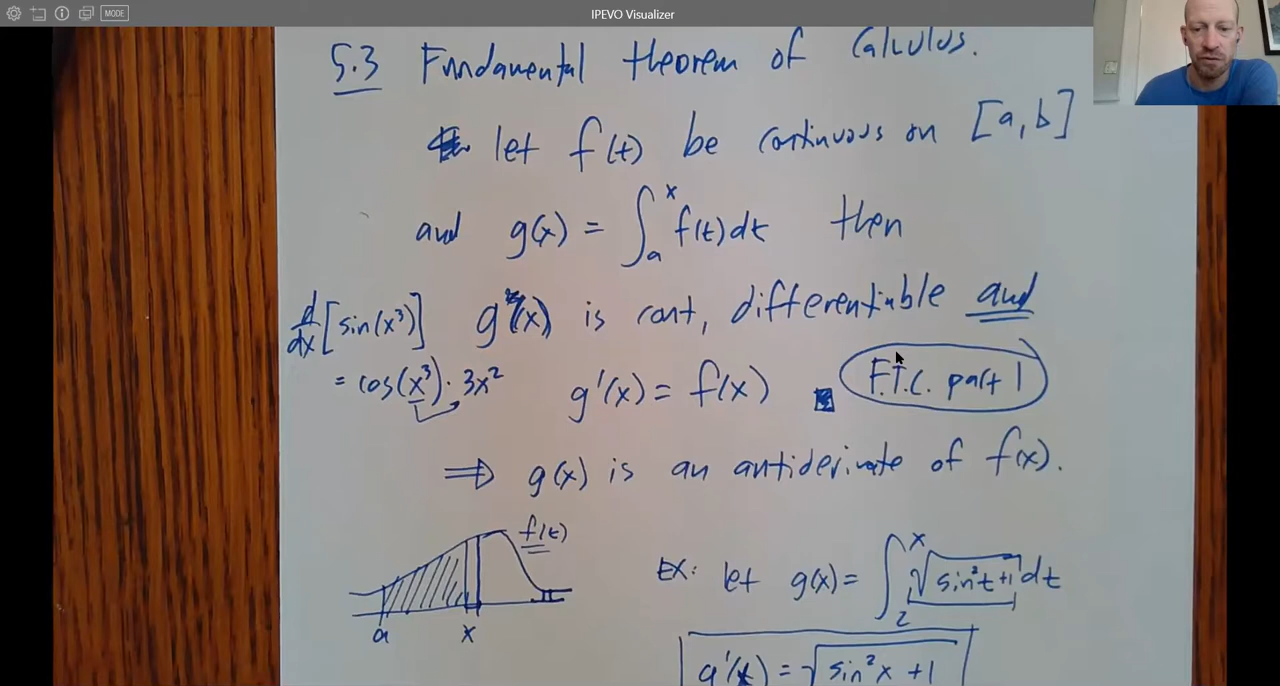 MODE
IPEVO Visualizer
5.3 Fundamental theorem of Calculus.
let f(t) be continuous on [a,b]
and g(x) = ∫_a^x f(t)dt then
d/dx [sin(x³)] g(x) is cont, differentiable and
= cos(x³)·3x² g'(x) = f(x) F.T.C. part 1
⟹ g(x) is an antiderivate of f(x).
f(t)
a x
EX: let g(x) = ∫_2^x √(sin²t+1) dt
g'(x) = √(sin²x+1)